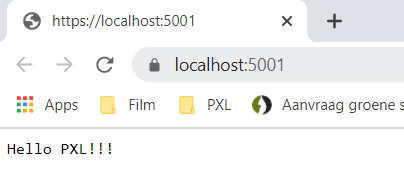 https://localhost:5001
localhost:5001
Apps Film PXL Aanvraag groene s
Hello PXL!!!